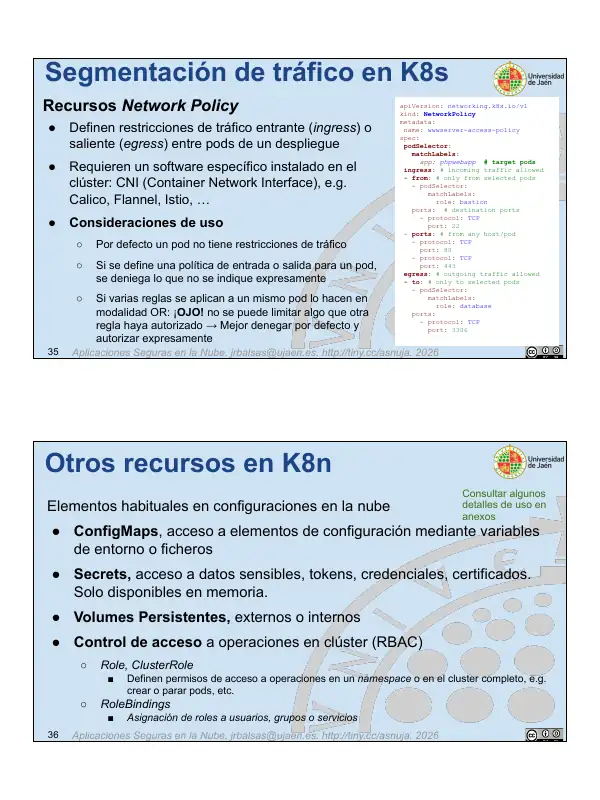 Segmentación de tráfico en K8s
Universidad
de Jaén
Recursos Network Policy
● Definen restricciones de tráfico entrante (ingress) o
saliente (egress) entre pods de un despliegue
● Requieren un software específico instalado en el
clúster: CNI (Container Network Interface), e.g.
Calico, Flannel, Istio, …
● Consideraciones de uso
○ Por defecto un pod no tiene restricciones de tráfico
○ Si se define una política de entrada o salida para un pod,
se deniega lo que no se indique expresamente
○ Si varias reglas se aplican a un mismo pod lo hacen en
modalidad OR: ¡OJO! no se puede limitar algo que otra
regla haya autorizado → Mejor denegar por defecto y
autorizar expresamente
apiVersion: networking.k8s.io/v1
kind: NetworkPolicy
metadata:
name: wwwserver-access-policy
spec:
podSelector:
matchLabels:
app: phpwebapp # target pods
ingress: # incoming traffic allowed
- from: # only from selected pods
- podSelector:
matchLabels:
role: bastion
ports: # destination ports
- protocol: TCP
port: 22
- ports: # from any host/pod
- protocol: TCP
port: 80
- protocol: TCP
port: 443
egress: # outgoing traffic allowed
- to: # only to selected pods
- podSelector:
matchLabels:
role: database
ports:
- protocol: TCP
port: 3306
35 Aplicaciones Seguras en la Nube. jrbalsas@ujaen.es. http://tiny.cc/asnuja. 2026
Otros recursos en K8n
Universidad
de Jaén
Consultar algunos
detalles de uso en
anexos
Elementos habituales en configuraciones en la nube
● ConfigMaps, acceso a elementos de configuración mediante variables
de entorno o ficheros
● Secrets, acceso a datos sensibles, tokens, credenciales, certificados.
Solo disponibles en memoria.
● Volumes Persistentes, externos o internos
● Control de acceso a operaciones en clúster (RBAC)
○ Role, ClusterRole
■ Definen permisos de acceso a operaciones en un namespace o en el cluster completo, e.g.
crear o parar pods, etc.
○ RoleBindings
■ Asignación de roles a usuarios, grupos o servicios
36 Aplicaciones Seguras en la Nube. jrbalsas@ujaen.es. http://tiny.cc/asnuja. 2026